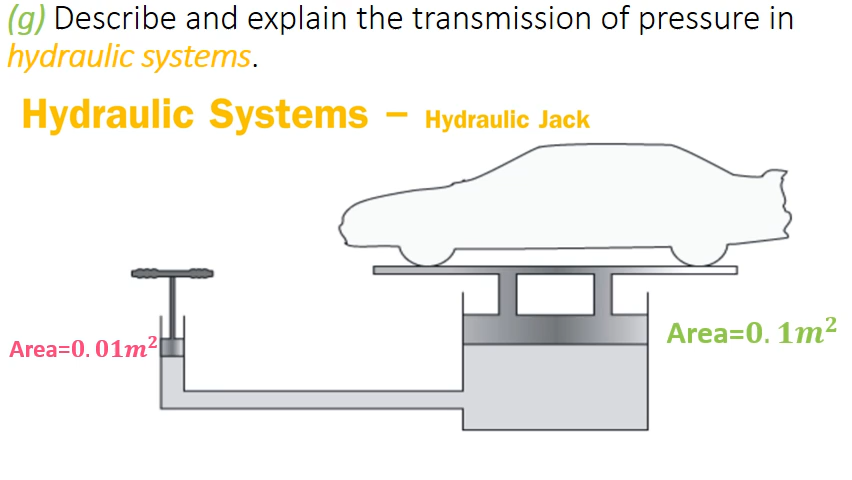 (g) Describe and explain the transmission of pressure in
hydraulic systems.
Hydraulic Systems – Hydraulic Jack
Area=0.01m²
Area=0.1m²